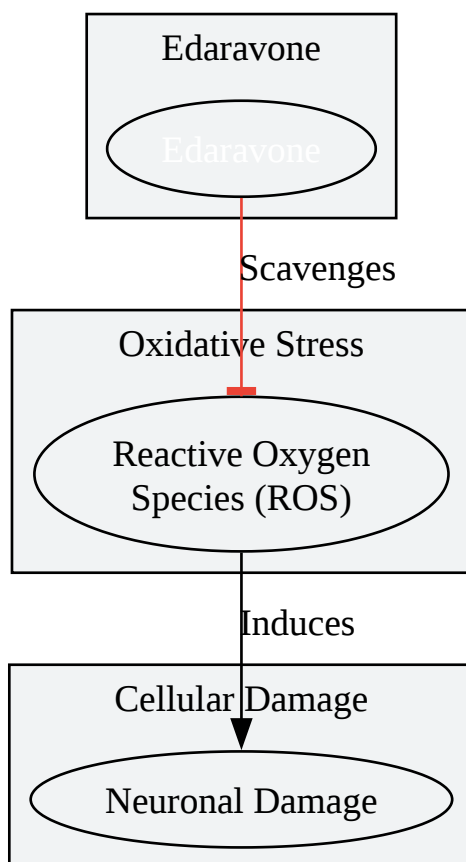 Edaravone
Edaravone
Scavenges
Oxidative Stress
Reactive Oxygen
Species (ROS)
Induces
Cellular Damage
Neuronal Damage